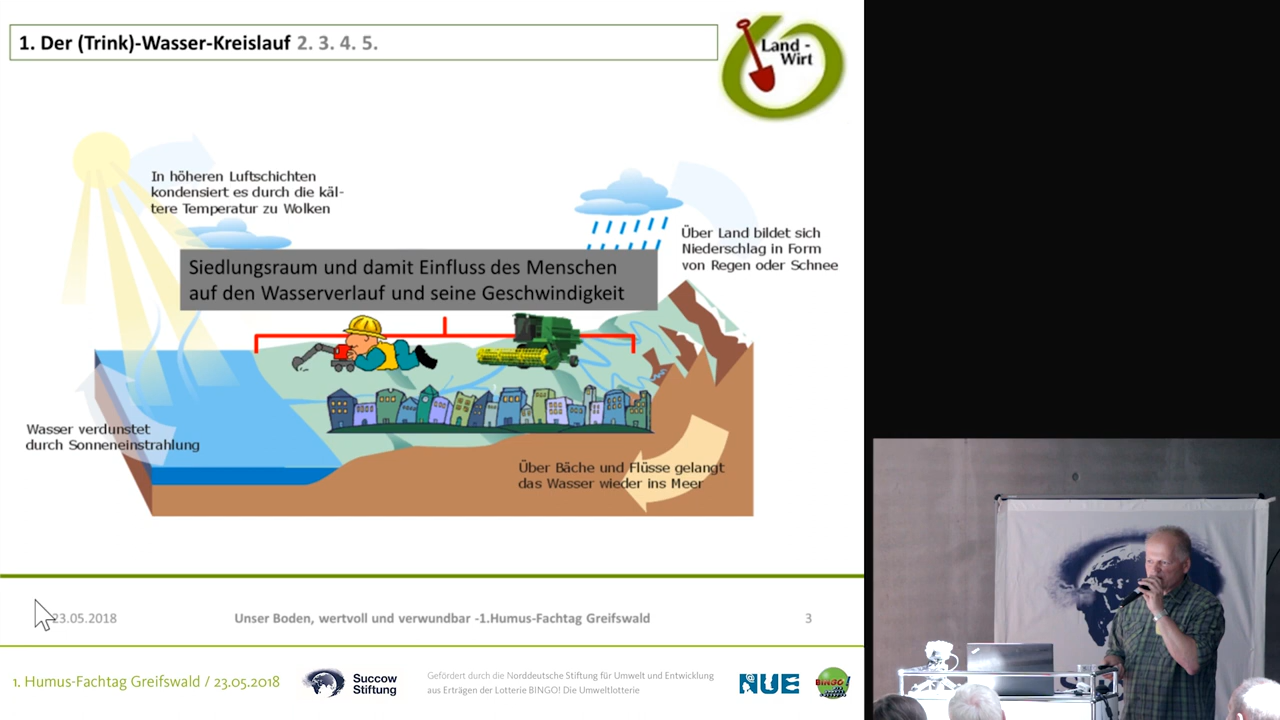 1. Der (Trink)-Wasser-Kreislauf 2. 3. 4. 5.
Land -
Wirt
In höheren Luftschichten
kondensiert es durch die käl-
tere Temperatur zu Wolken
Über Land bildet sich
Niederschlag in Form
von Regen oder Schnee
Siedlungsraum und damit Einfluss des Menschen
auf den Wasserverlauf und seine Geschwindigkeit
Wasser verdunstet
durch Sonneneinstrahlung
Über Bäche und Flüsse gelangt
das Wasser wieder ins Meer
23.05.2018
Unser Boden, wertvoll und verwundbar -1.Humus-Fachtag Greifswald
3
1. Humus-Fachtag Greifswald / 23.05.2018
Succow
Stiftung
Gefördert durch die Norddeutsche Stiftung für Umwelt und Entwicklung
aus Erträgen der Lotterie BINGO! Die Umweltlotterie
NUE
BINGO!